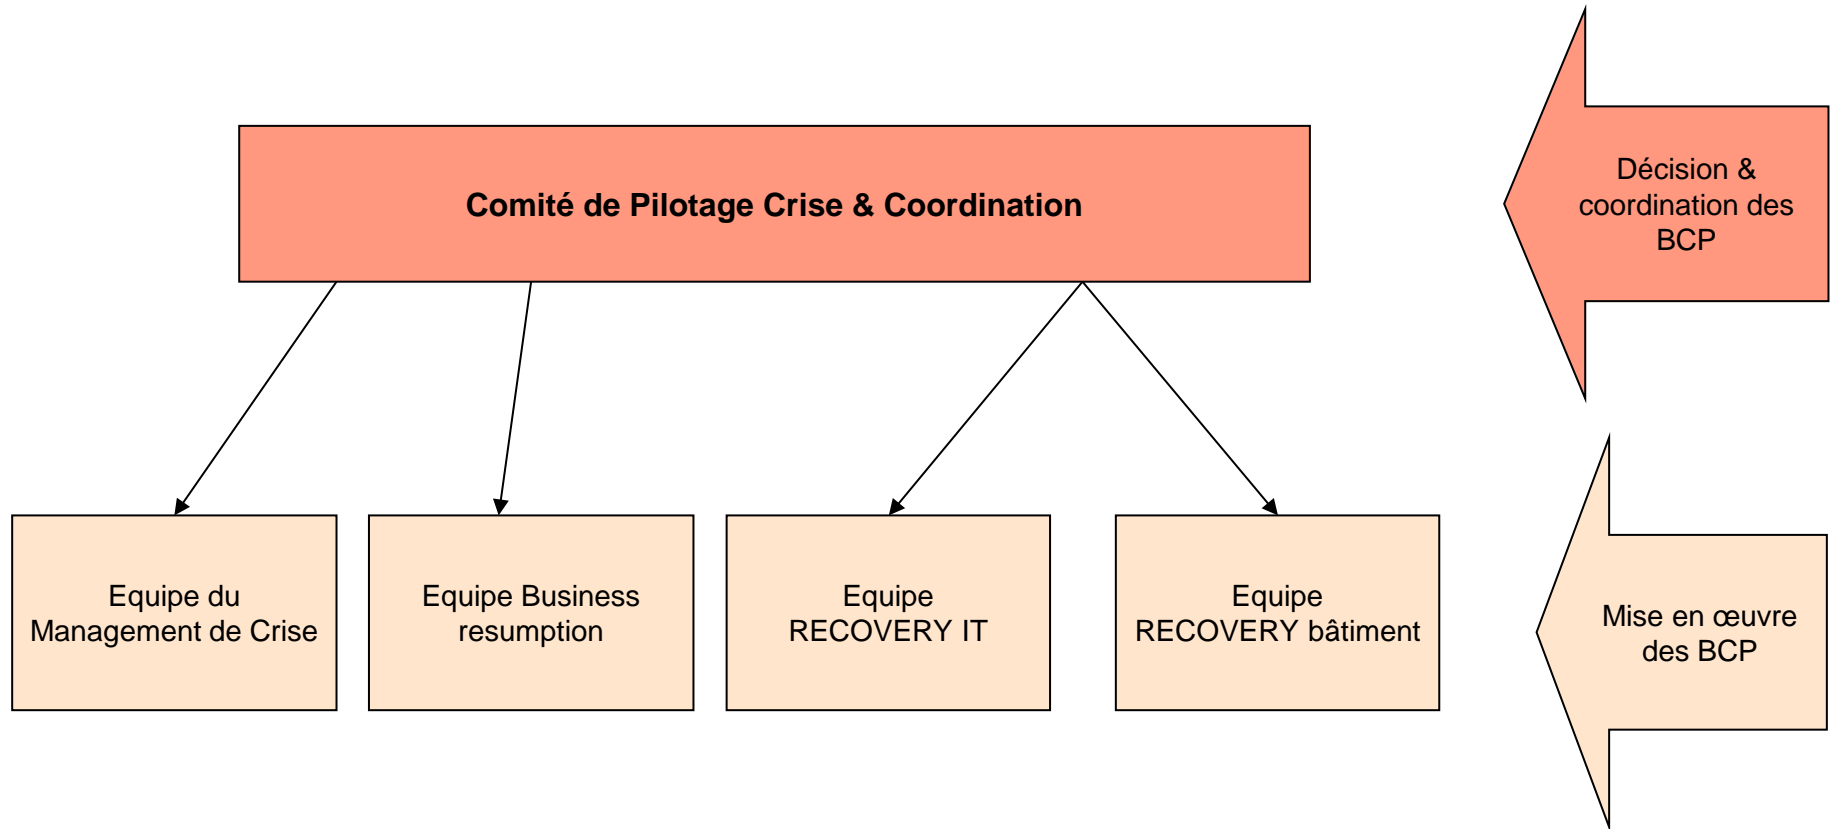 Comité de Pilotage Crise & Coordination
Décision &
coordination des
BCP
Equipe du
Management de Crise
Equipe Business
resumption
Equipe
RECOVERY IT
Equipe
RECOVERY bâtiment
Mise en œuvre
des BCP